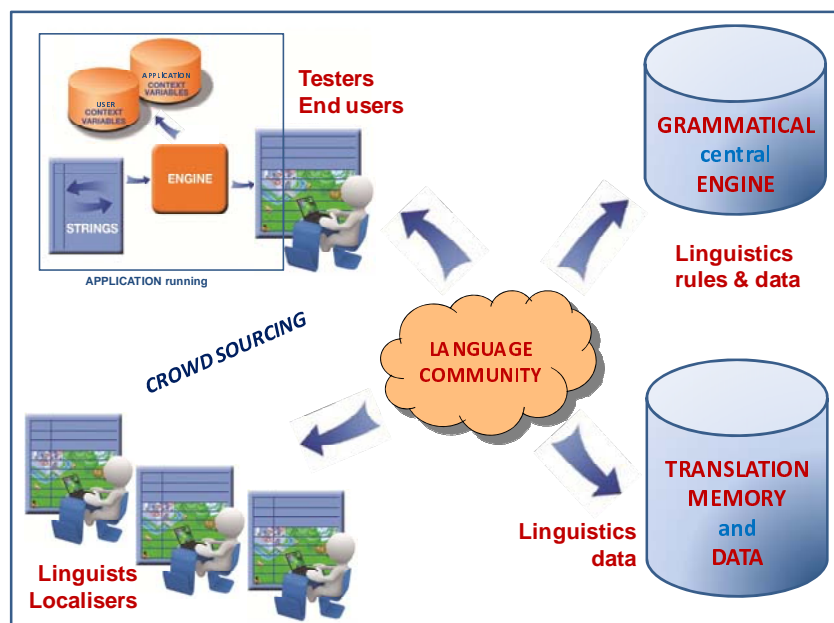 APPLICATION
CONTEXT
VARIABLES
USER
CONTEXT
VARIABLES
ENGINE
STRINGS
APPLICATION running
Testers
End users
GRAMMATICAL
central
ENGINE
Linguistics
rules & data
CROWD SOURCING
LANGUAGE
COMMUNITY
TRANSLATION
MEMORY
and
DATA
Linguistics
data
Linguists
Localisers